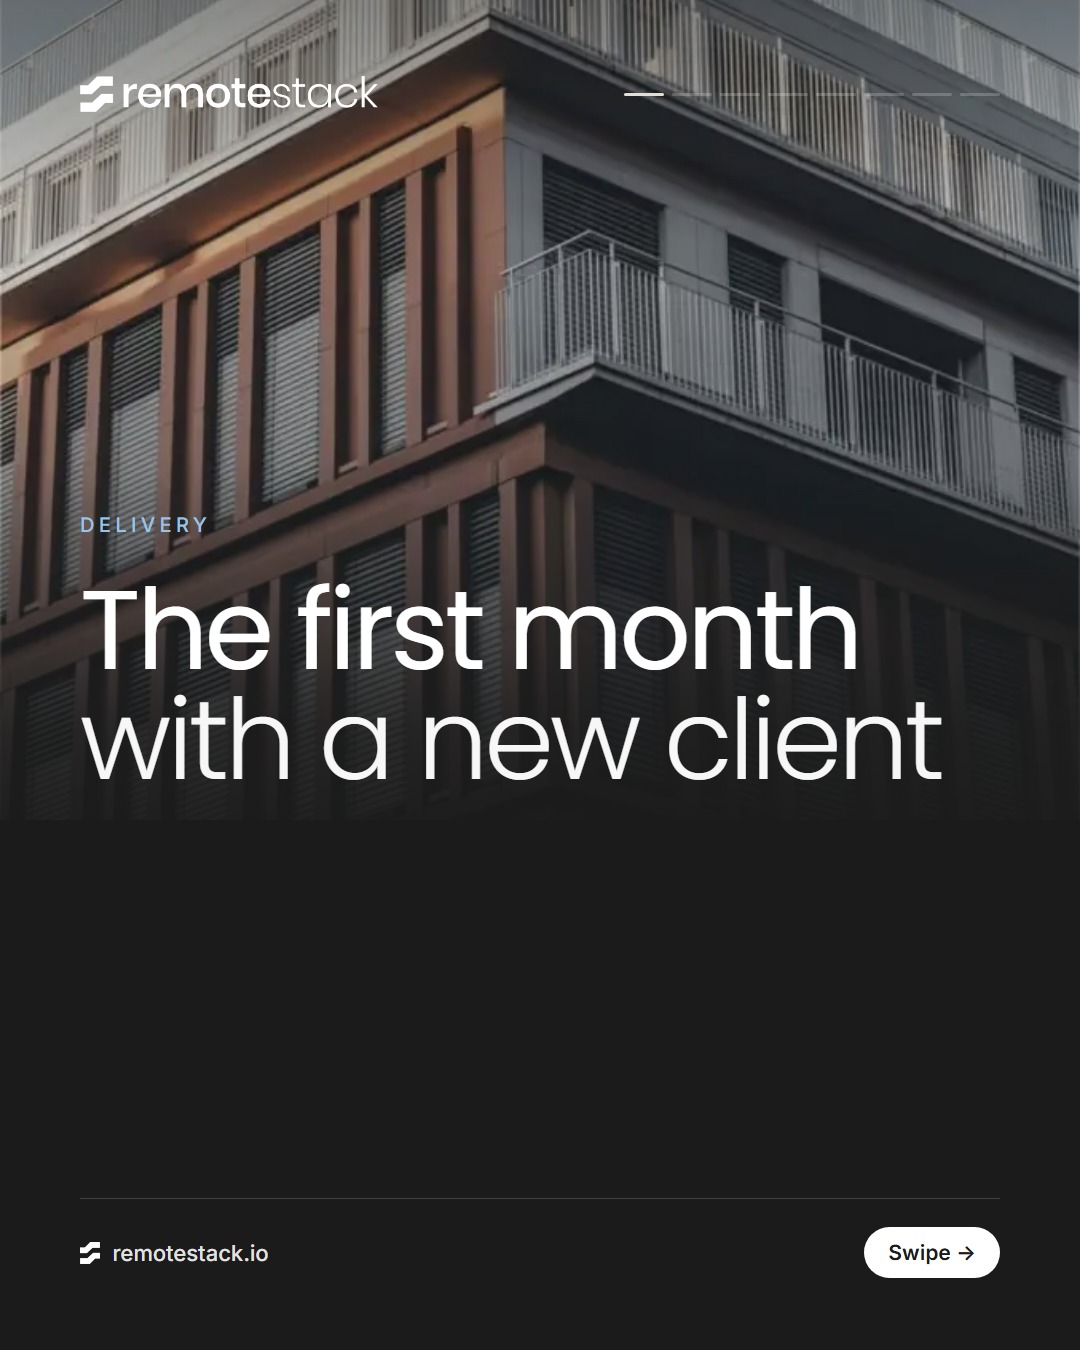 remotestack
DELIVERY
The first month
with a new client
remotestack.io
Swipe →